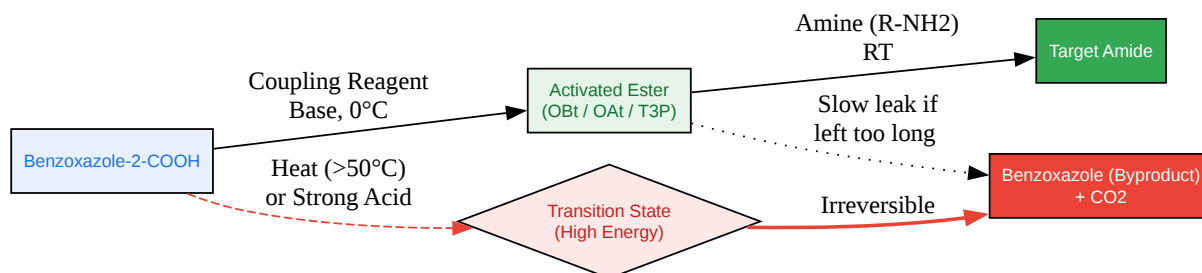 Benzoxazole-2-COOH
Coupling Reagent
Base, 0°C
Heat (>50°C)
or Strong Acid
Activated Ester
(OBt / OAt / T3P)
Transition State
(High Energy)
Amine (R-NH2)
RT
Slow leak if
left too long
Irreversible
Target Amide
Benzoxazole (Byproduct)
+ CO2